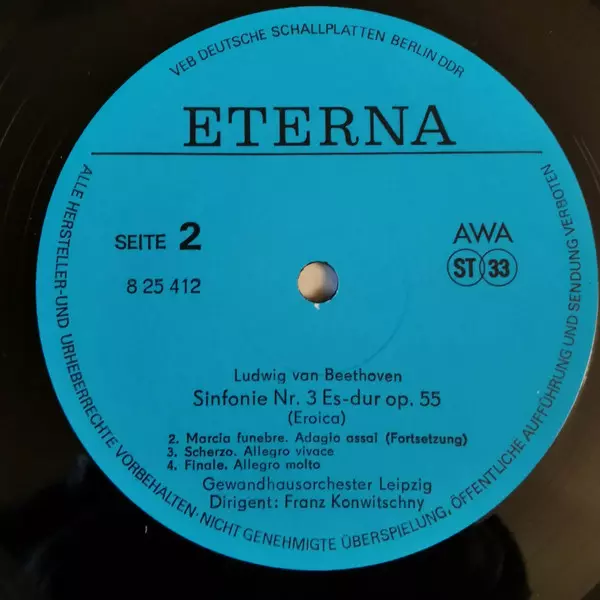 VEB DEUTSCHE SCHALLPLATTEN BERLIN DDR
ETERNA
SEITE 2
8 25 412
AWA
ST 33
Ludwig van Beethoven
Sinfonie Nr. 3 Es-dur op. 55
(Eroica)
2. Marcia funebre. Adagio assai (Fortsetzung)
3. Scherzo. Allegro vivace
4. Finale. Allegro molto
Gewandhausorchester Leipzig
Dirigent: Franz Konwitschny
ALLE HERSTELLER-UND URHEBERRECHTE VORBEHALTEN · NICHT GENEHMIGTE ÜBERSPIELUNG, ÖFFENTLICHE AUFFÜHRUNG UND SENDUNG VERBOTEN